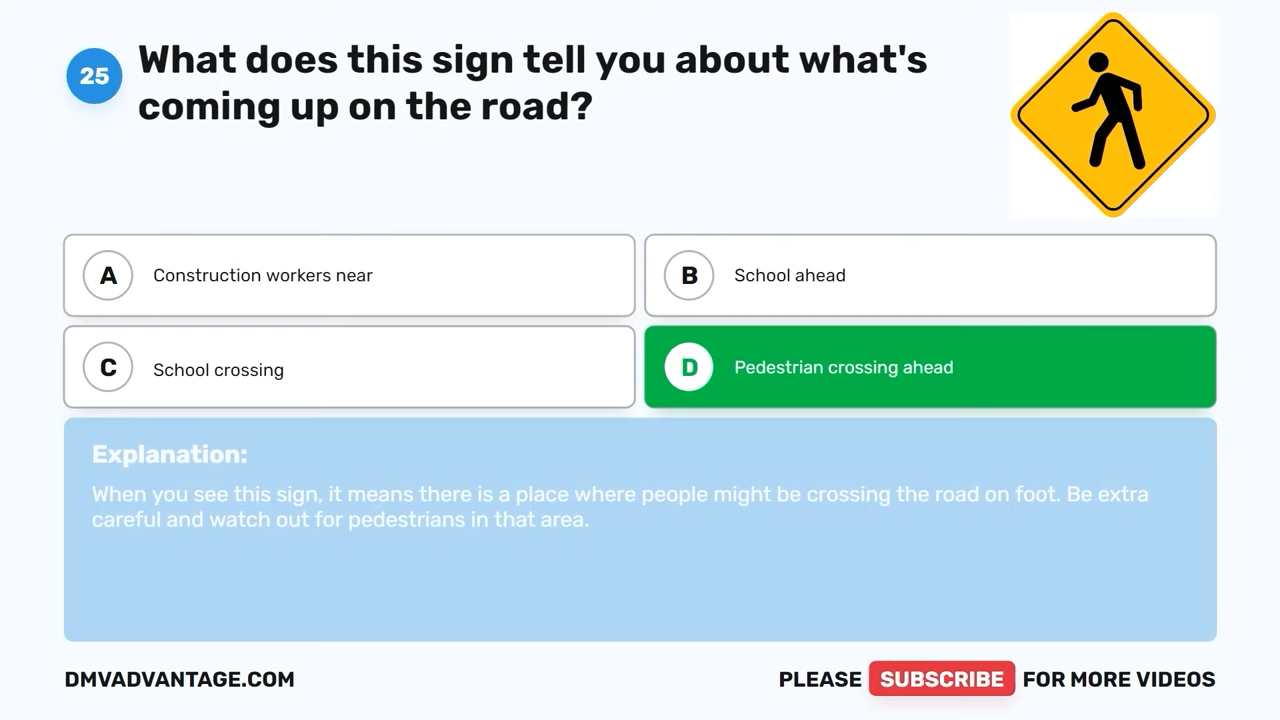 25
What does this sign tell you about what's
coming up on the road?
A
Construction workers near
B
School ahead
C
School crossing
D
Pedestrian crossing ahead
Explanation:
When you see this sign, it means there is a place where people might be crossing the road on foot. Be extra
careful and watch out for pedestrians in that area.
DMVADVANTAGE.COM
PLEASE SUBSCRIBE FOR MORE VIDEOS